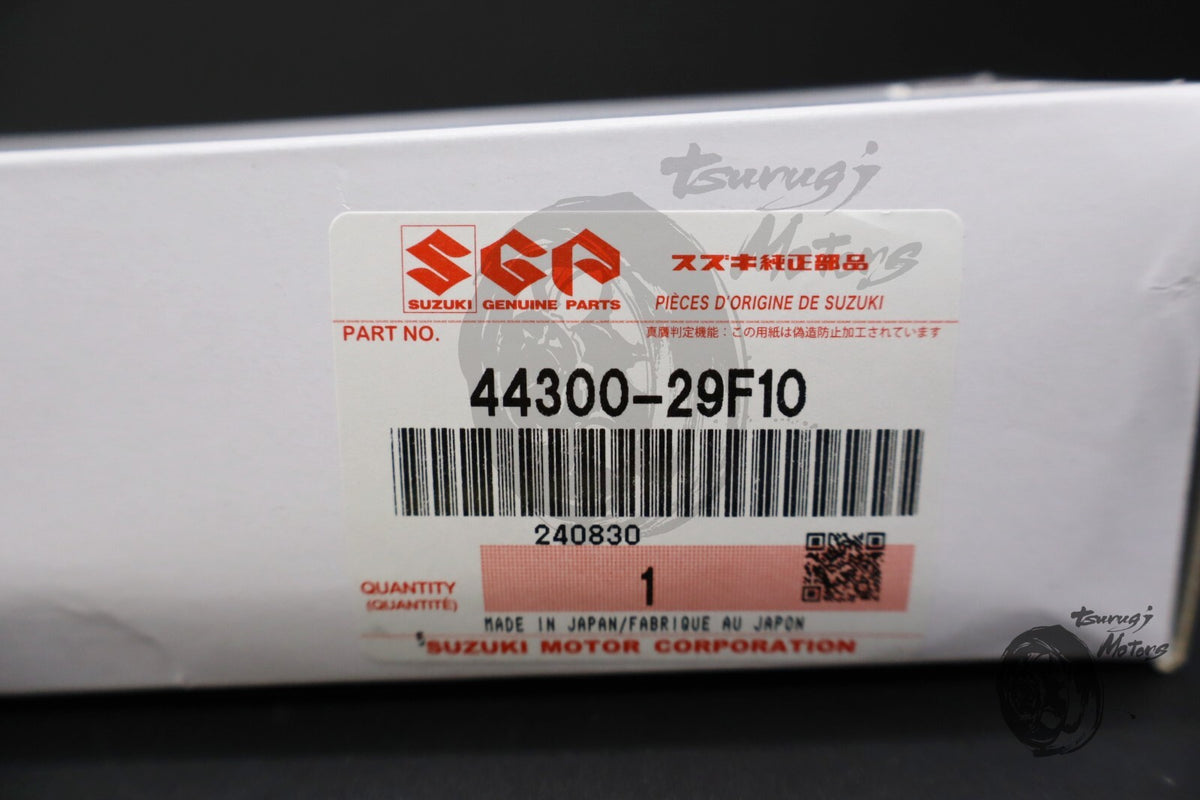 tsurugi
Motors
SUZUKI GENUINE PARTS
SGP
スズキ純正部品
PIÈCES D'ORIGINE DE SUZUKI
PART NO.
真贋判定機能：この用紙は偽造防止加工されています
44300-29F10
240830
QUANTITY
(QUANTITÉ)
1
MADE IN JAPAN/FABRIQUE AU JAPON
SUZUKI MOTOR CORPORATION
tsurugi
Motors